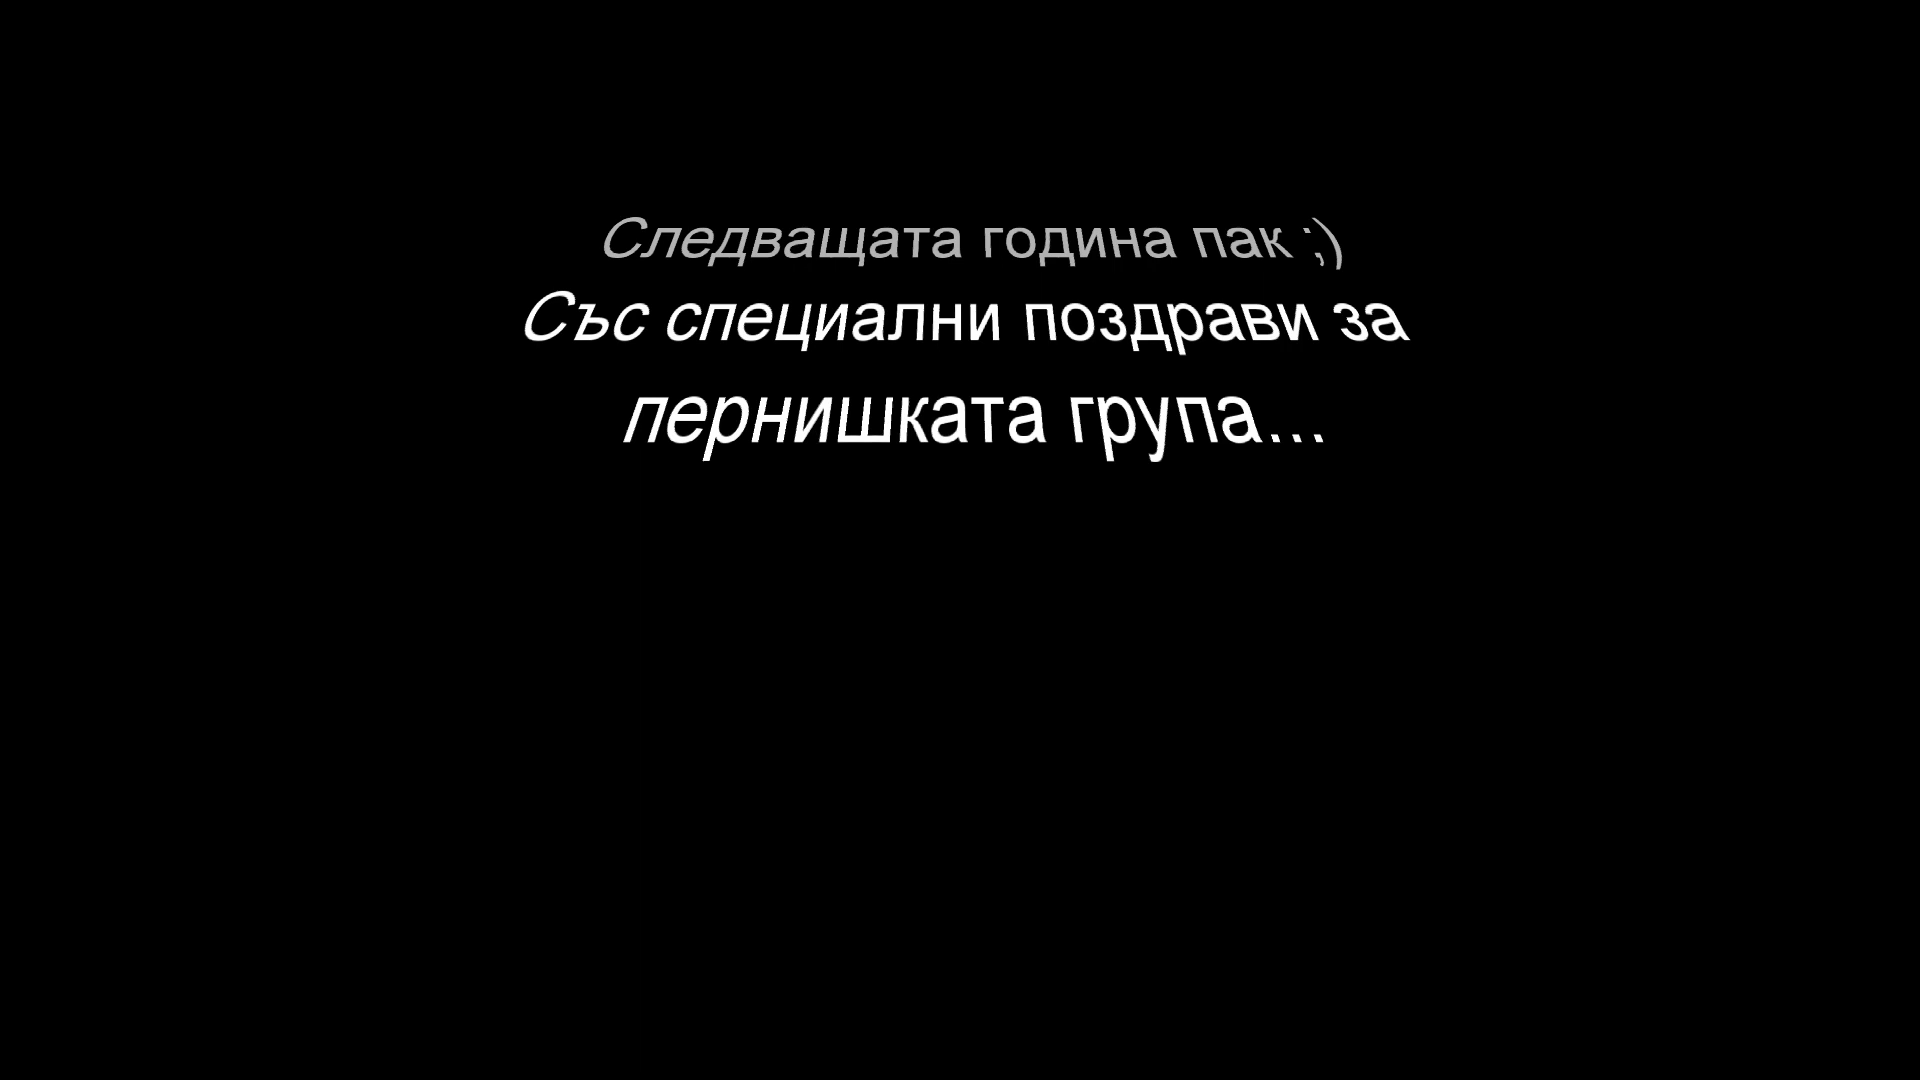 Следващата година пак ;)
Със специални поздрави за
пернишката група...